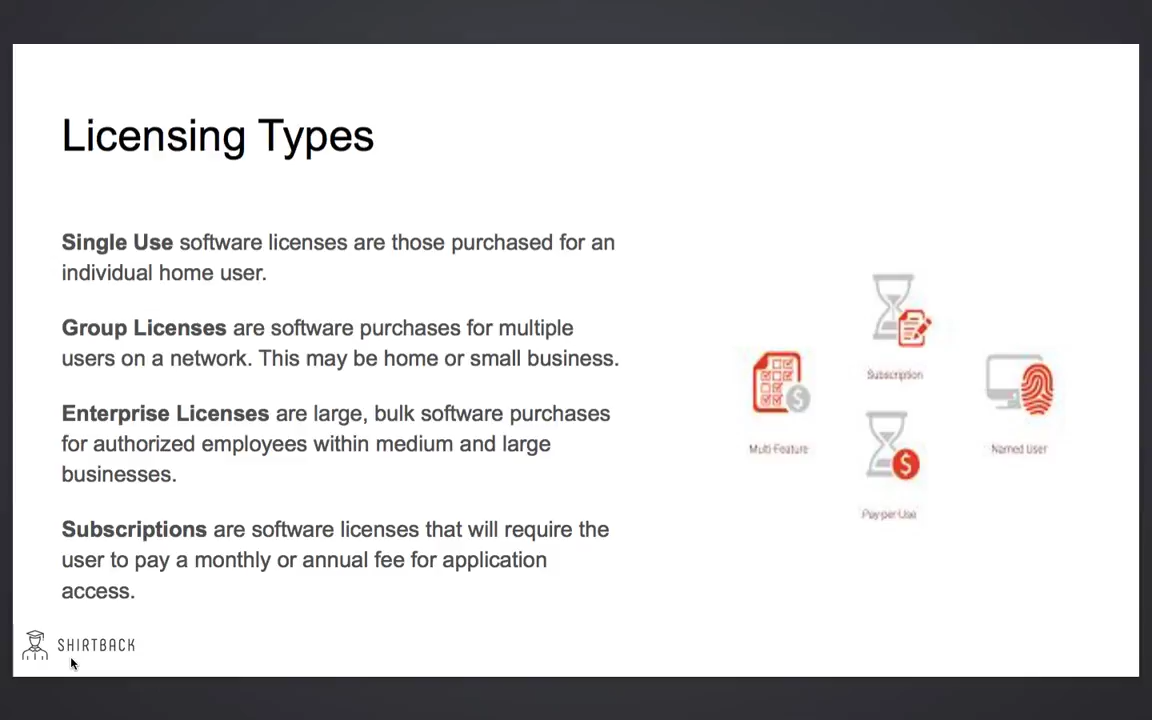 Licensing Types
Single Use software licenses are those purchased for an
individual home user.
Group Licenses are software purchases for multiple
users on a network. This may be home or small business.
Enterprise Licenses are large, bulk software purchases
for authorized employees within medium and large
businesses.
Subscriptions are software licenses that will require the
user to pay a monthly or annual fee for application
access.
Subscription
Multi-Feature
Named User
Pay per Use
SHIRTBACK